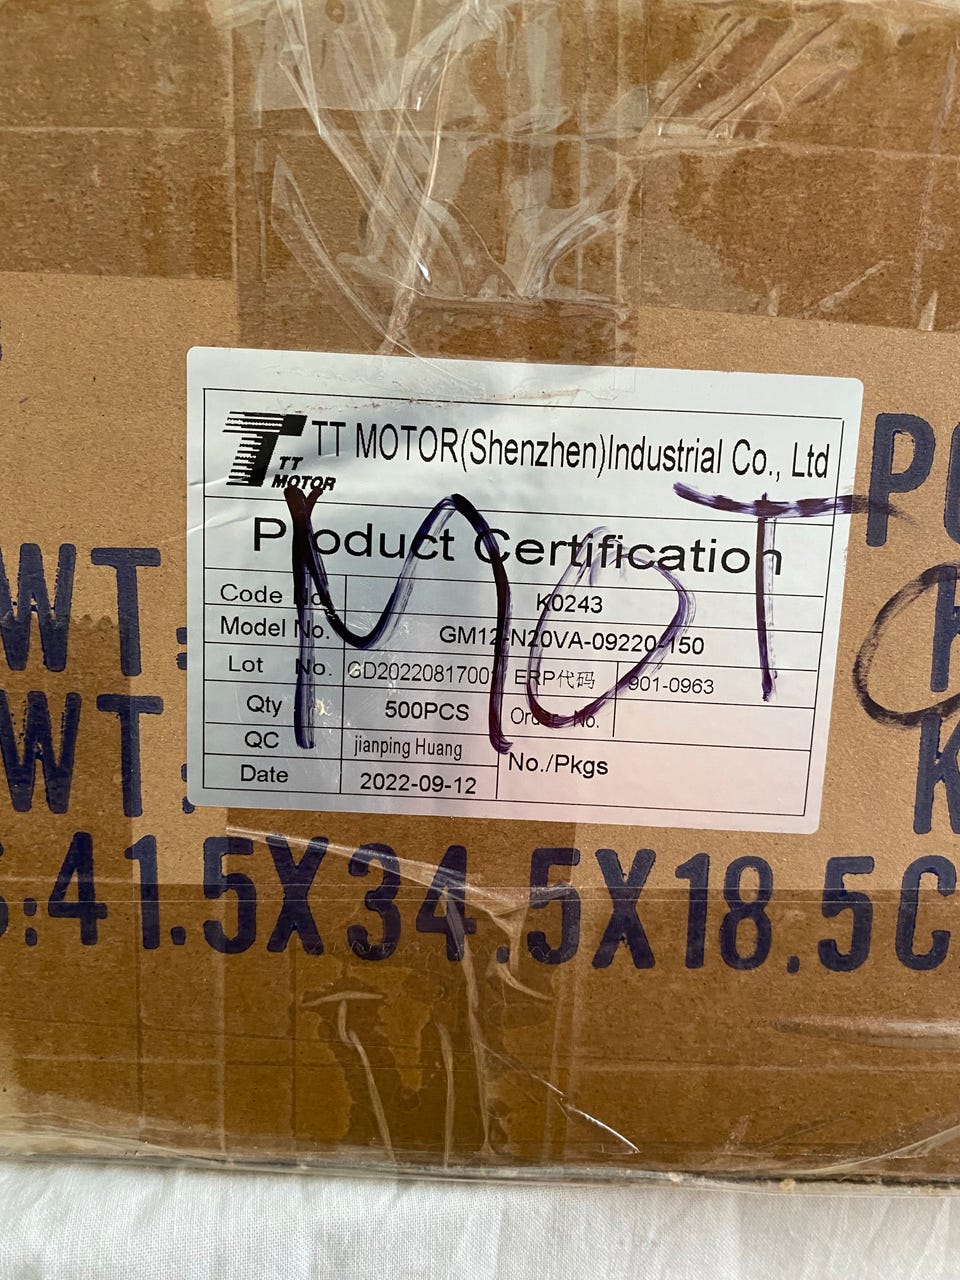 TT MOTOR
TT MOTOR(Shenzhen)Industrial Co., Ltd
Product Certification
Code No. K0243
Model No. GM12-N20VA-09220-150
Lot No. GD20220817001 ERP代码 901-0963
Qty 500PCS Order No.
QC jianping Huang No./Pkgs
Date 2022-09-12
MOT
WT:
WT:
:41.5X34.5X18.5C